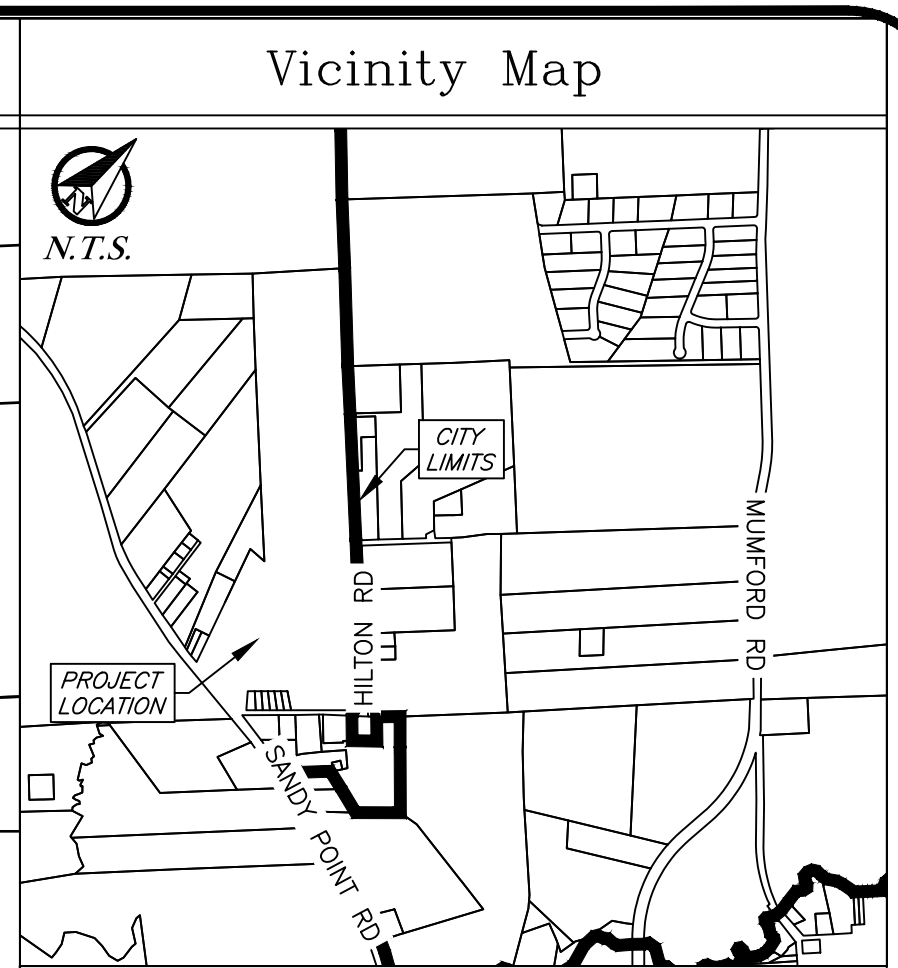 Vicinity Map
N
N.T.S.
CITY
LIMITS
MUMFORD RD
HILTON RD
PROJECT
LOCATION
SANDY POINT RD